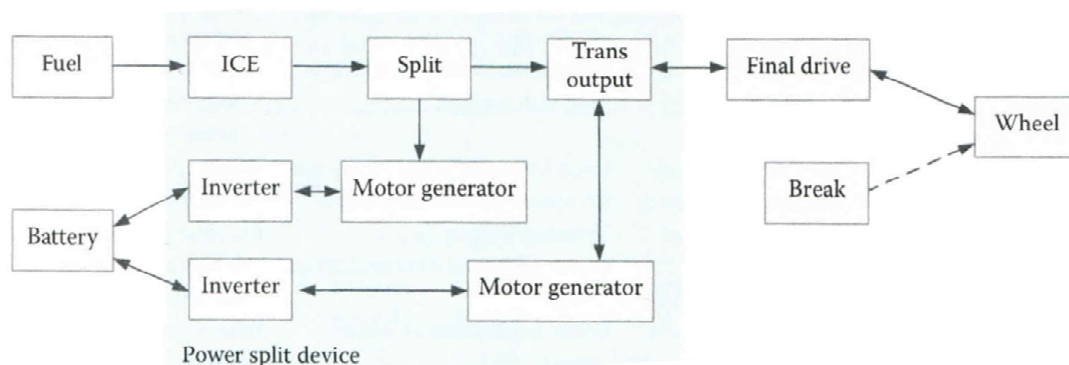 Fuel
ICE
Split
Trans
output
Final drive
Wheel
Inverter
Motor generator
Break
Battery
Inverter
Motor generator
Power split device